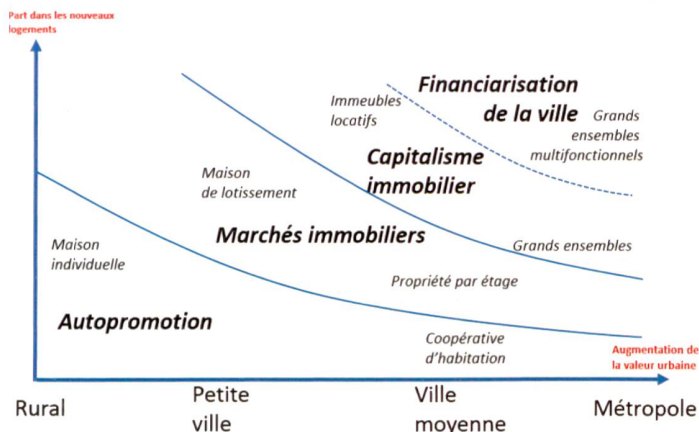 Part dans les nouveaux
logements
Financiarisation
de la ville
Immeubles
locatifs
Grands
ensembles
multifonctionnels
Capitalisme
immobilier
Maison
de lotissement
Marchés immobiliers
Grands ensembles
Maison
individuelle
Propriété par étage
Autopromotion
Coopérative
d’habitation
Augmentation de
la valeur urbaine
Rural
Petite
ville
Ville
moyenne
Métropole